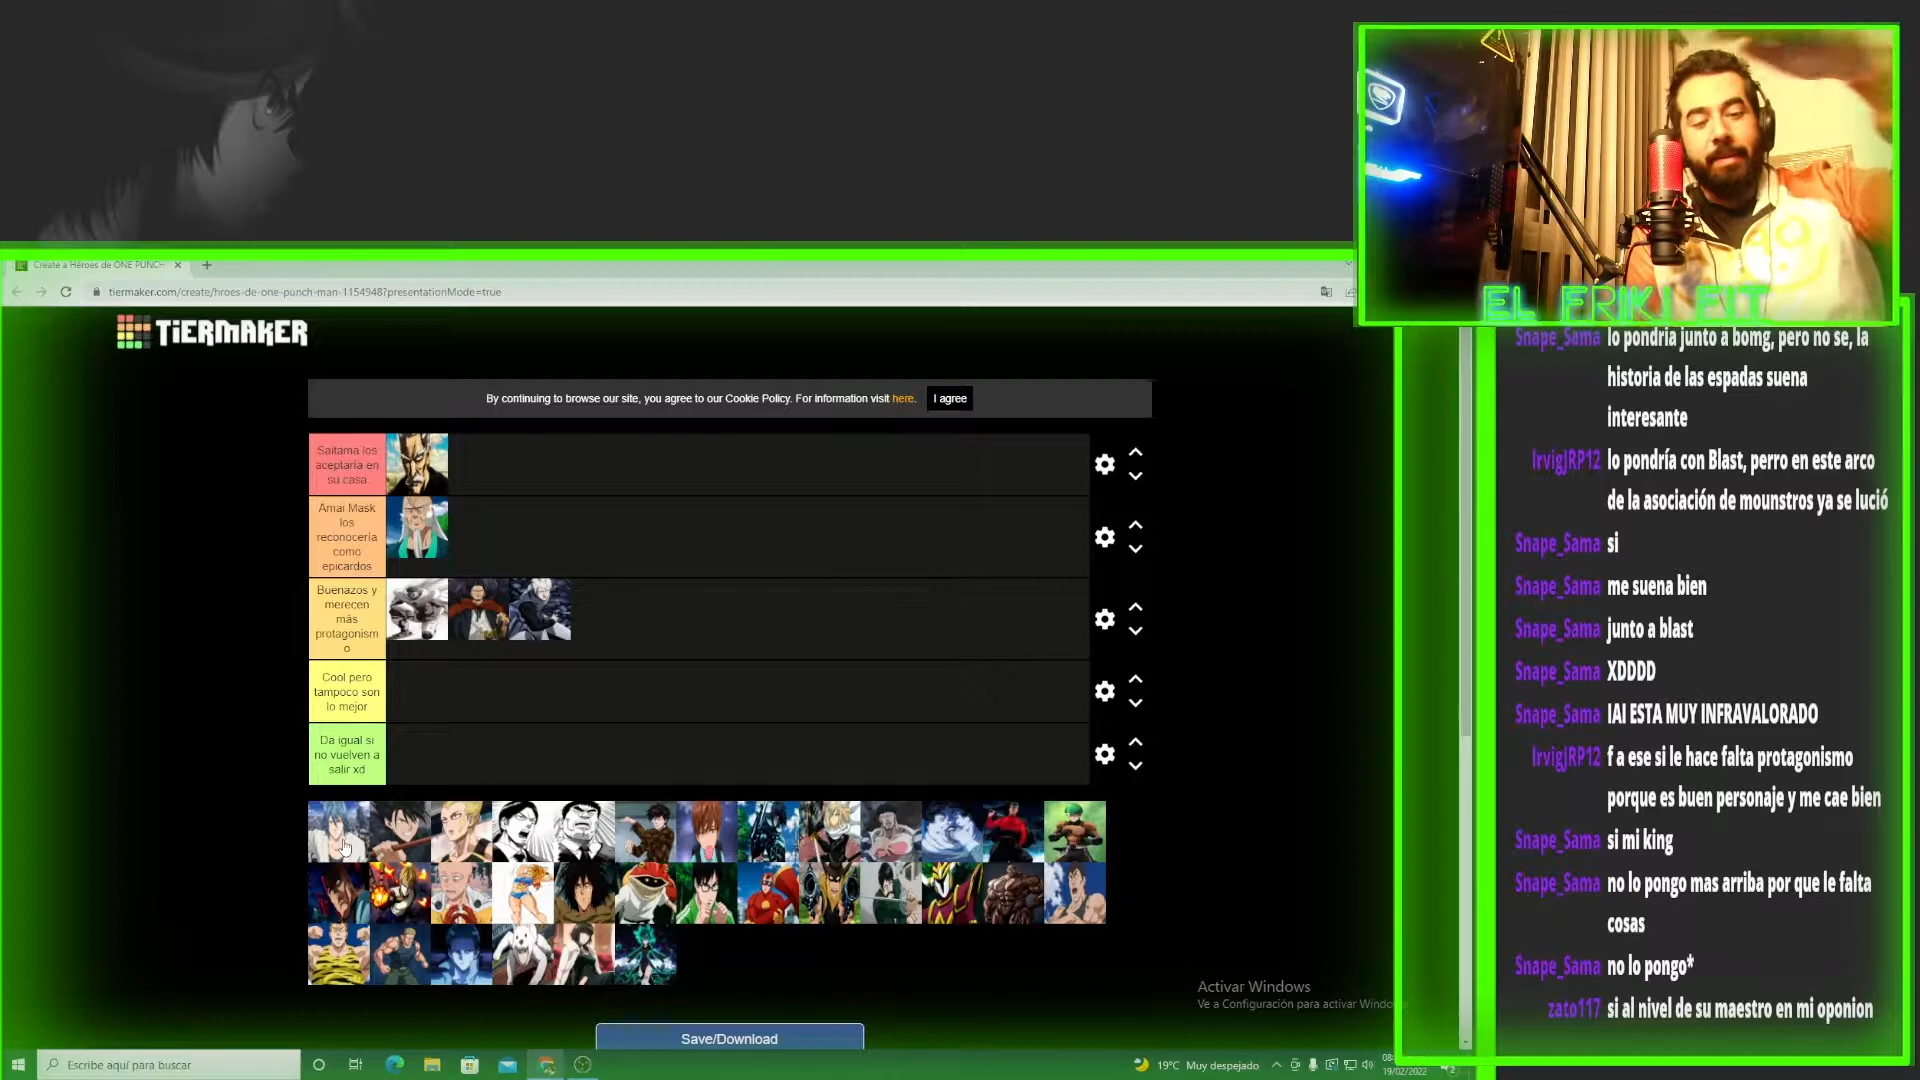 EL FRIKI FIT
Create a Héroes de ONE PUNCH
tiermaker.com/create/hroes-de-one-punch-man-1154948?presentationMode=true
TiERMAKER
By continuing to browse our site, you agree to our Cookie Policy. For information visit here. I agree
Saitama los
aceptaría en
su casa
Amai Mask
los
reconocería
como
epicardos
Buenazos y
merecen
más
protagonism
o
Cool pero
tampoco son
lo mejor
Da igual si
no vuelven a
salir xd
Save/Download
Activar Windows
Ve a Configuración para activar Windows
Snape_Sama lo pondria junto a bomg, pero no se, la
historia de las espadas suena
interesante
IrvigJRP12 lo pondría con Blast, perro en este arco
de la asociación de mounstros ya se lució
Snape_Sama si
Snape_Sama me suena bien
Snape_Sama junto a blast
Snape_Sama XDDDD
Snape_Sama IAI ESTA MUY INFRAVALORADO
IrvigJRP12 f a ese si le hace falta protagonismo
porque es buen personaje y me cae bien
Snape_Sama si mi king
Snape_Sama no lo pongo mas arriba por que le falta
cosas
Snape_Sama no lo pongo*
zato117 si al nivel de su maestro en mi oponion
Escribe aquí para buscar
19°C Muy despejado
19/02/2022
2